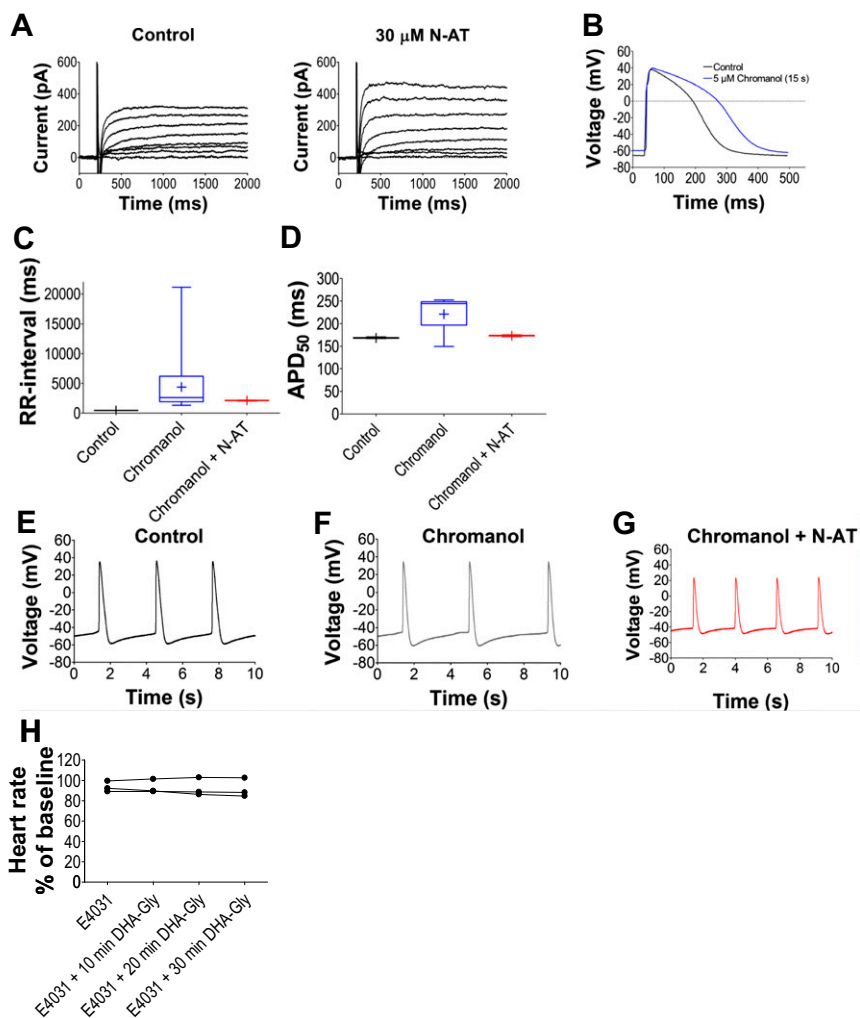 A
Control
30 μM N-AT
Current (pA)
600
400
200
0
0 500 1000 1500 2000
Time (ms)
Current (pA)
600
400
200
0
0 500 1000 1500 2000
Time (ms)
B
Voltage (mV)
60
40
20
0
-20
-40
-60
-80
Control
5 μM Chromanol (15 s)
0 100 200 300 400 500
Time (ms)
C
RR-interval (ms)
20000
15000
10000
5000
0
Control
Chromanol
Chromanol + N-AT
D
APD50 (ms)
300
250
200
150
100
50
0
Control
Chromanol
Chromanol + N-AT
E
Control
Voltage (mV)
60
40
20
0
-20
-40
-60
-80
0 2 4 6 8 10
Time (s)
F
Chromanol
Voltage (mV)
60
40
20
0
-20
-40
-60
-80
0 2 4 6 8 10
Time (s)
G
Chromanol + N-AT
Voltage (mV)
60
40
20
0
-20
-40
-60
-80
0 2 4 6 8 10
Time (s)
H
Heart rate
% of baseline
120
100
80
60
40
20
0
E4031
E4031 + 10 min DHA-Gly
E4031 + 20 min DHA-Gly
E4031 + 30 min DHA-Gly